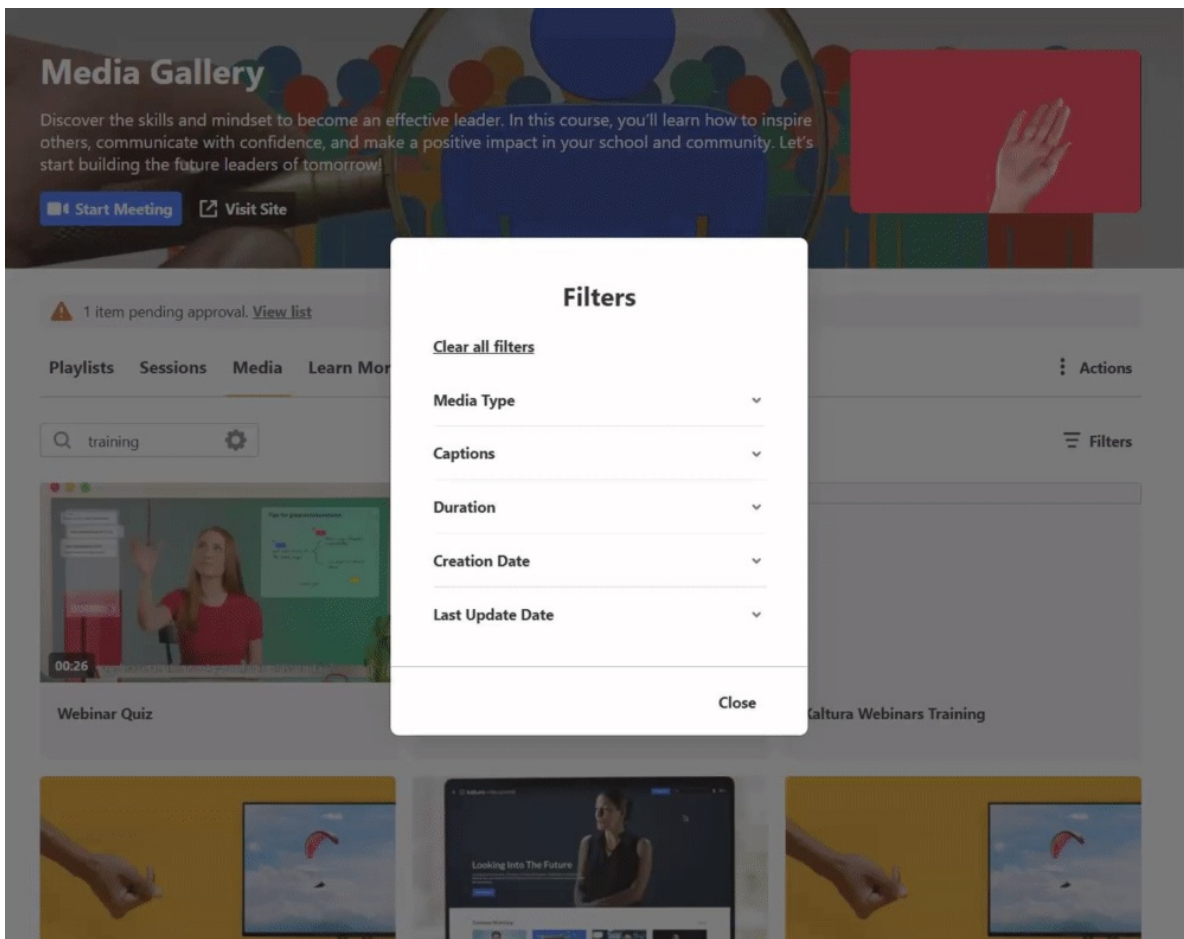 Media Gallery
Discover the skills and mindset to become an effective leader. In this course, you'll learn how to inspire
others, communicate with confidence, and make a positive impact in your school and community. Let's
start building the future leaders of tomorrow!
Start Meeting
Visit Site
1 item pending approval. View list
Playlists Sessions Media Learn Mor
Actions
training
Filters
Filters
Clear all filters
Media Type
Captions
Duration
Creation Date
Last Update Date
Close
Tips for
00:26
Webinar Quiz
Kaltura Webinars Training
Looking Into The Future